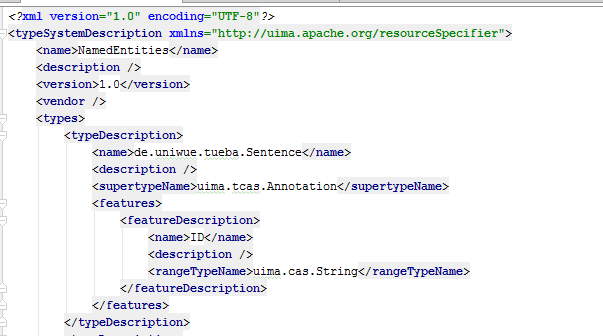 <?xml version="1.0" encoding="UTF-8"?>
<typeSystemDescription xmlns="http://uima.apache.org/resourceSpecifier">
<name>NamedEntities</name>
<description />
<version>1.0</version>
<vendor />
<types>
<typeDescription>
<name>de.uniwue.tueba.Sentence</name>
<description />
<supertypeName>uima.tcas.Annotation</supertypeName>
<features>
<featureDescription>
<name>ID</name>
<description />
<rangeTypeName>uima.cas.String</rangeTypeName>
</featureDescription>
</features>
</typeDescription>